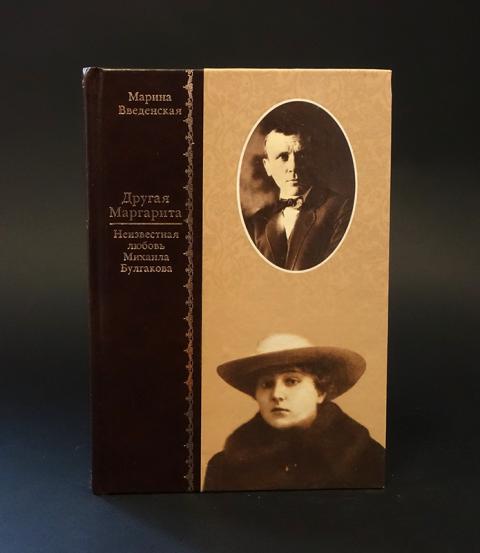 Марина
Введенская
Другая
Маргарита
Неизвестная
любовь
Михаила
Булгакова